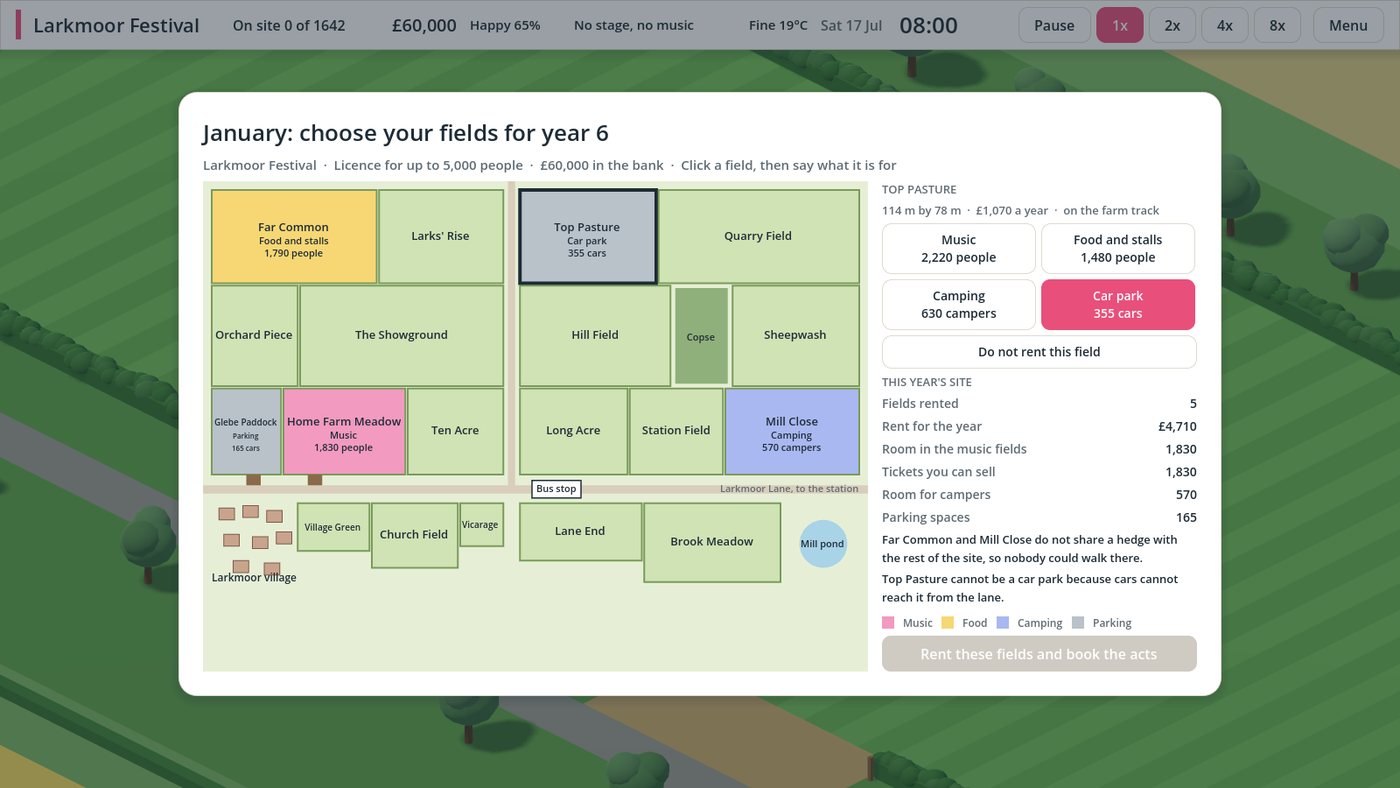 Larkmoor Festival
On site 0 of 1642
£60,000
Happy 65%
No stage, no music
Fine 19°C
Sat 17 Jul
08:00
Pause
1x
2x
4x
8x
Menu
January: choose your fields for year 6
Larkmoor Festival · Licence for up to 5,000 people · £60,000 in the bank · Click a field, then say what it is for
Far Common
Food and stalls
1,790 people
Larks' Rise
Top Pasture
Car park
355 cars
Quarry Field
Orchard Piece
The Showground
Hill Field
Copse
Sheepwash
Glebe Paddock
Parking
165 cars
Home Farm Meadow
Music
1,830 people
Ten Acre
Long Acre
Station Field
Mill Close
Camping
570 campers
Bus stop
Larkmoor Lane, to the station
Village Green
Church Field
Vicarage
Lane End
Brook Meadow
Mill pond
Larkmoor village
TOP PASTURE
114 m by 78 m · £1,070 a year · on the farm track
Music
2,220 people
Food and stalls
1,480 people
Camping
630 campers
Car park
355 cars
Do not rent this field
THIS YEAR'S SITE
Fields rented 5
Rent for the year £4,710
Room in the music fields 1,830
Tickets you can sell 1,830
Room for campers 570
Parking spaces 165
Far Common and Mill Close do not share a hedge with
the rest of the site, so nobody could walk there.
Top Pasture cannot be a car park because cars cannot
reach it from the lane.
Music
Food
Camping
Parking
Rent these fields and book the acts